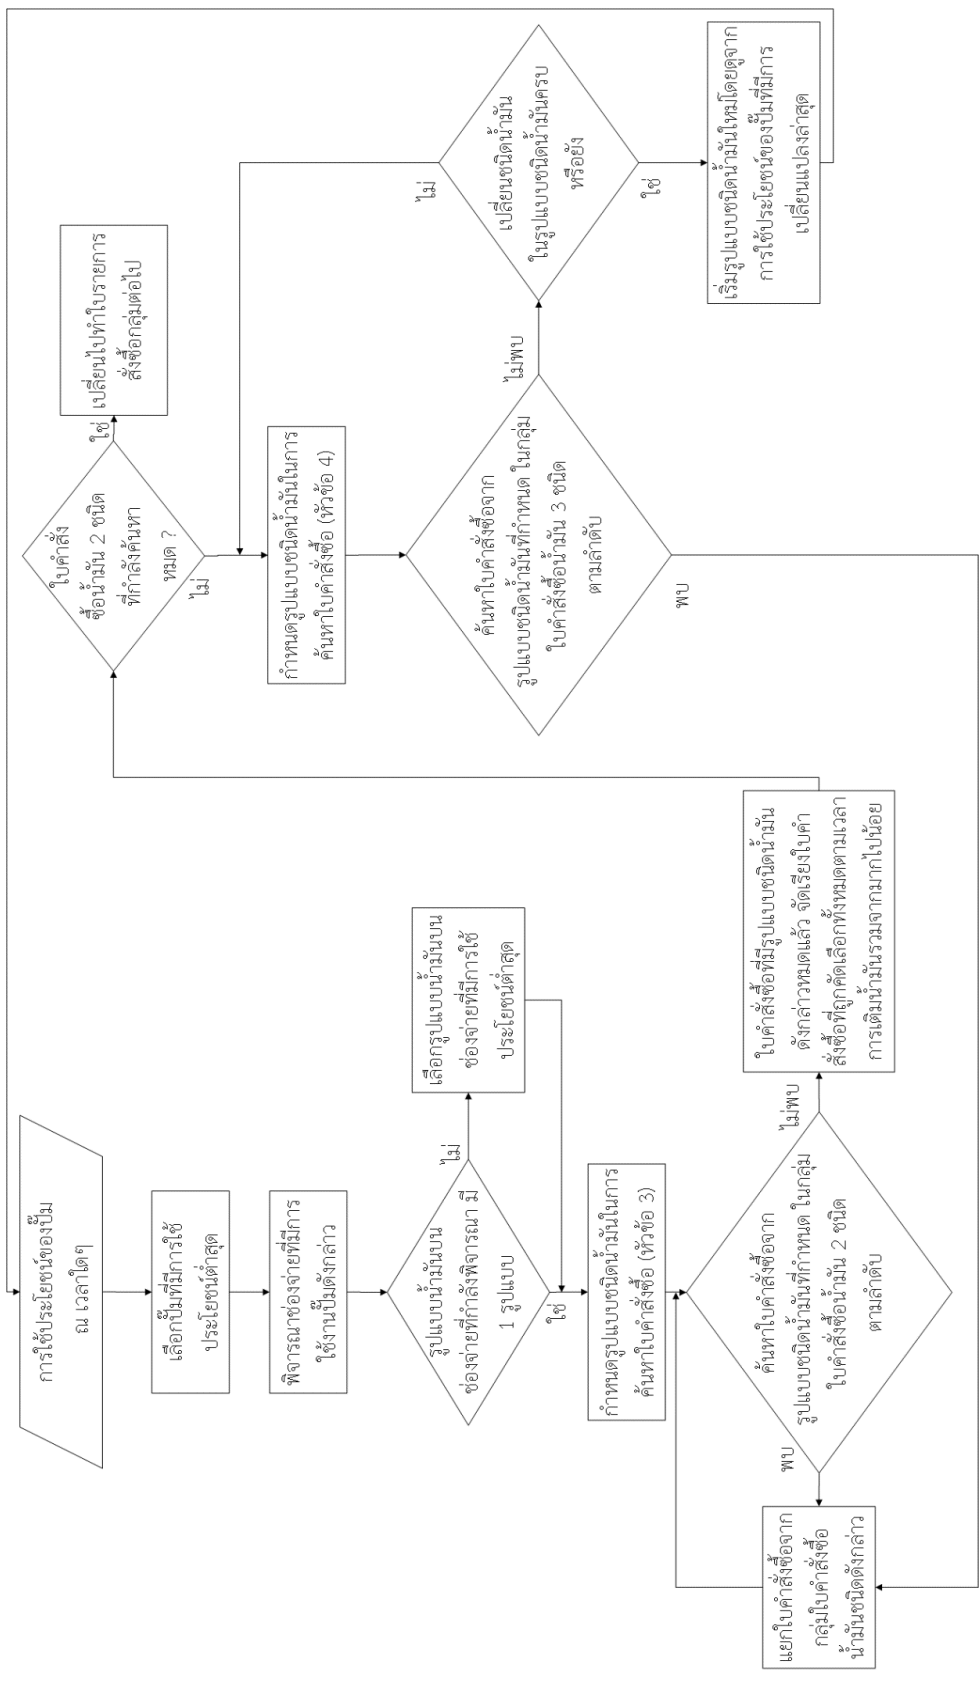 การใช้ประโยชน์ของปั๊ม
ณ เวลาใดๆ
เลือกปั๊มที่มีการใช้
ประโยชน์ต่ำสุด
พิจารณาช่องจ่ายที่มีการ
ใช้งานปั๊มดังกล่าว
รูปแบบน้ำมันบน
ช่องจ่ายที่กำลังพิจารณา มี
1 รูปแบบ
ไม่
เลือกรูปแบบน้ำมันบน
ช่องจ่ายที่มีการใช้
ประโยชน์ต่ำสุด
ใช่
กำหนดรูปแบบชนิดน้ำมันในการ
ค้นหาใบคำสั่งซื้อ (หัวข้อ 3)
ค้นหาใบคำสั่งซื้อจาก
รูปแบบชนิดน้ำมันที่กำหนด ในกลุ่ม
ใบคำสั่งซื้อน้ำมัน 2 ชนิด
ตามลำดับ
พบ
แยกใบคำสั่งซื้อจาก
กลุ่มใบคำสั่งซื้อ
น้ำมันชนิดดังกล่าว
ไม่พบ
ใบคำสั่งซื้อที่มีรูปแบบชนิดน้ำมัน
ดังกล่าวหมดแล้ว จัดเรียงใบคำ
สั่งซื้อที่ถูกคัดเลือกทั้งหมดตามเวลา
การเติมน้ำมันรวมจากมากไปน้อย
ใบคำสั่ง
ซื้อน้ำมัน 2 ชนิด
ที่กำลังค้นหา
หมด ?
ใช่
เปลี่ยนไปทำใบรายการ
สั่งซื้อกลุ่มต่อไป
ไม่
กำหนดรูปแบบชนิดน้ำมันในการ
ค้นหาใบคำสั่งซื้อ (หัวข้อ 4)
ค้นหาใบคำสั่งซื้อจาก
รูปแบบชนิดน้ำมันที่กำหนด ในกลุ่ม
ใบคำสั่งซื้อน้ำมัน 3 ชนิด
ตามลำดับ
พบ
ไม่พบ
เปลี่ยนชนิดน้ำมัน
ในรูปแบบชนิดน้ำมันครบ
หรือยัง
ไม่
ใช่
เริ่มรูปแบบชนิดน้ำมันใหม่โดยดูจาก
การใช้ประโยชน์ของปั๊มที่มีการ
เปลี่ยนแปลงล่าสุด